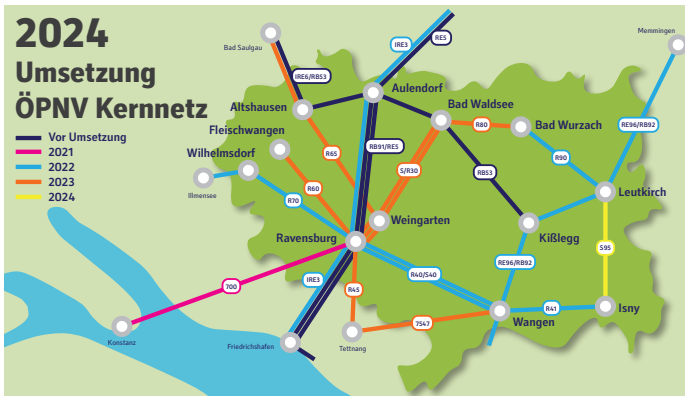 2024
Umsetzung
ÖPNV Kernnetz
Vor Umsetzung
2021
2022
2023
2024
Bad Saulgau
IRE3
RE5
Memmingen
IRE6/RB53
Aulendorf
Altshausen
Bad Waldsee
Fleischwangen
R80
Bad Wurzach
RE96/RB92
Wilhelmsdorf
R65
RB91/RE5
R90
S/R30
RB53
Illmensee
R60
Leutkirch
R70
Weingarten
Ravensburg
Kißlegg
S95
RE96/RB92
R40/S40
IRE3
700
R45
R41
Isny
Wangen
7547
Konstanz
Friedrichshafen
Tettnang